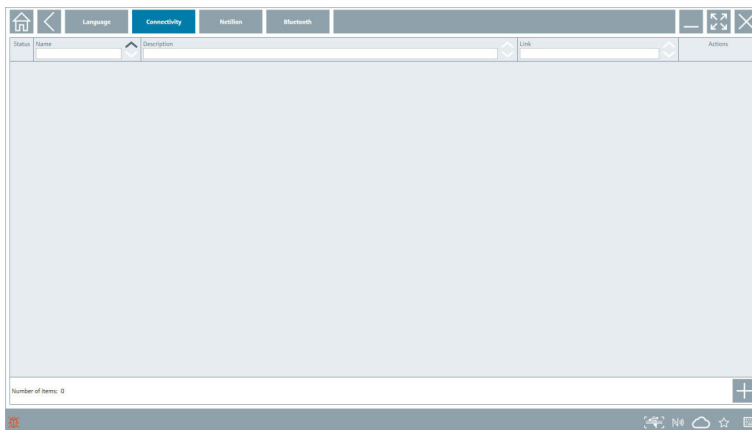 Language Connectivity Netilion Bluetooth
Status Name Description Link Actions
Number of Items: 0
N